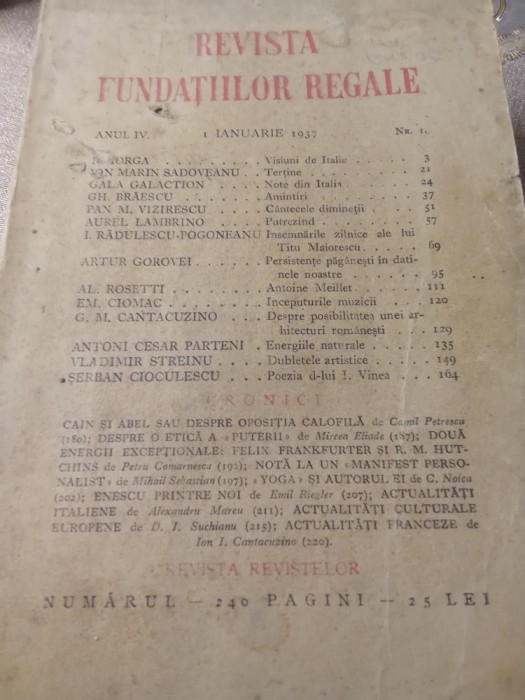 REVISTA
FUNDAȚIILOR REGALE
ANUL IV. 1 IANUARIE 1937 Nr. 1.
IORGA . . . . . . . . . Visiuni de Italie . . . . . 3
ION MARIN SADOVEANU . . Terține . . . . . . . . 21
GALA GALACTION . . . . Note din Italia . . . . . 24
GH. BRĂESCU . . . . . . Amintiri . . . . . . . 37
PAN M. VIZIRESCU . . . . Cântecele dimineții . . . . 51
AUREL LAMBRINO . . . . Putrezind . . . . . . . 57
I. RĂDULESCU-POGONEANU Insemnările zilnice ale lui
Titu Maiorescu . . . . . 69
ARTUR GOROVEI . . . . . . Persistențe păgânești în dati-
nele noastre . . . . . . 95
AL. ROSETTI . . . . . . . Antoine Meillet . . . . . 111
EM. CIOMAC . . . . . . . . Inceputurile muzicii . . . 120
G. M. CANTACUZINO . . . Despre posibilitatea unei ar-
hitecturi românești . . . 129
ANTONI CESAR PARTENI . Energiile naturale . . . . . 135
VLADIMIR STREINU . . . . Dubletele artistice . . . . . 149
ȘERBAN CIOCULESCU . . . Poezia d-lui I. Vinea . . . 164
CRONICI
CAIN ȘI ABEL SAU DESPRE OPOSIȚIA CALOFILĂ de Camil Petrescu
(180); DESPRE O ETICĂ A «PUTERII» de Mircea Eliade (187); DOUĂ
ENERGII EXCEPȚIONALE: FELIX FRANKFURTER ȘI R. M. HUT-
CHINS de Petru Comarnescu (192); NOTĂ LA UN «MANIFEST PERSO-
NALIST» de Mihail Sebastian (197); «YOGA» ȘI AUTORUL EI de C. Noica
(202); ENESCU PRINTRE NOI de Emil Riegler (207); ACTUALITĂȚI
ITALIENE de Alexandru Marcu (211); ACTUALITĂȚI CULTURALE
EUROPENE de D. I. Suchianu (215); ACTUALITĂȚI FRANCEZE de
Ion I. Cantacuzino (220).
REVISTA REVISTELOR
NUMĂRUL — 240 PAGINI — 25 LEI